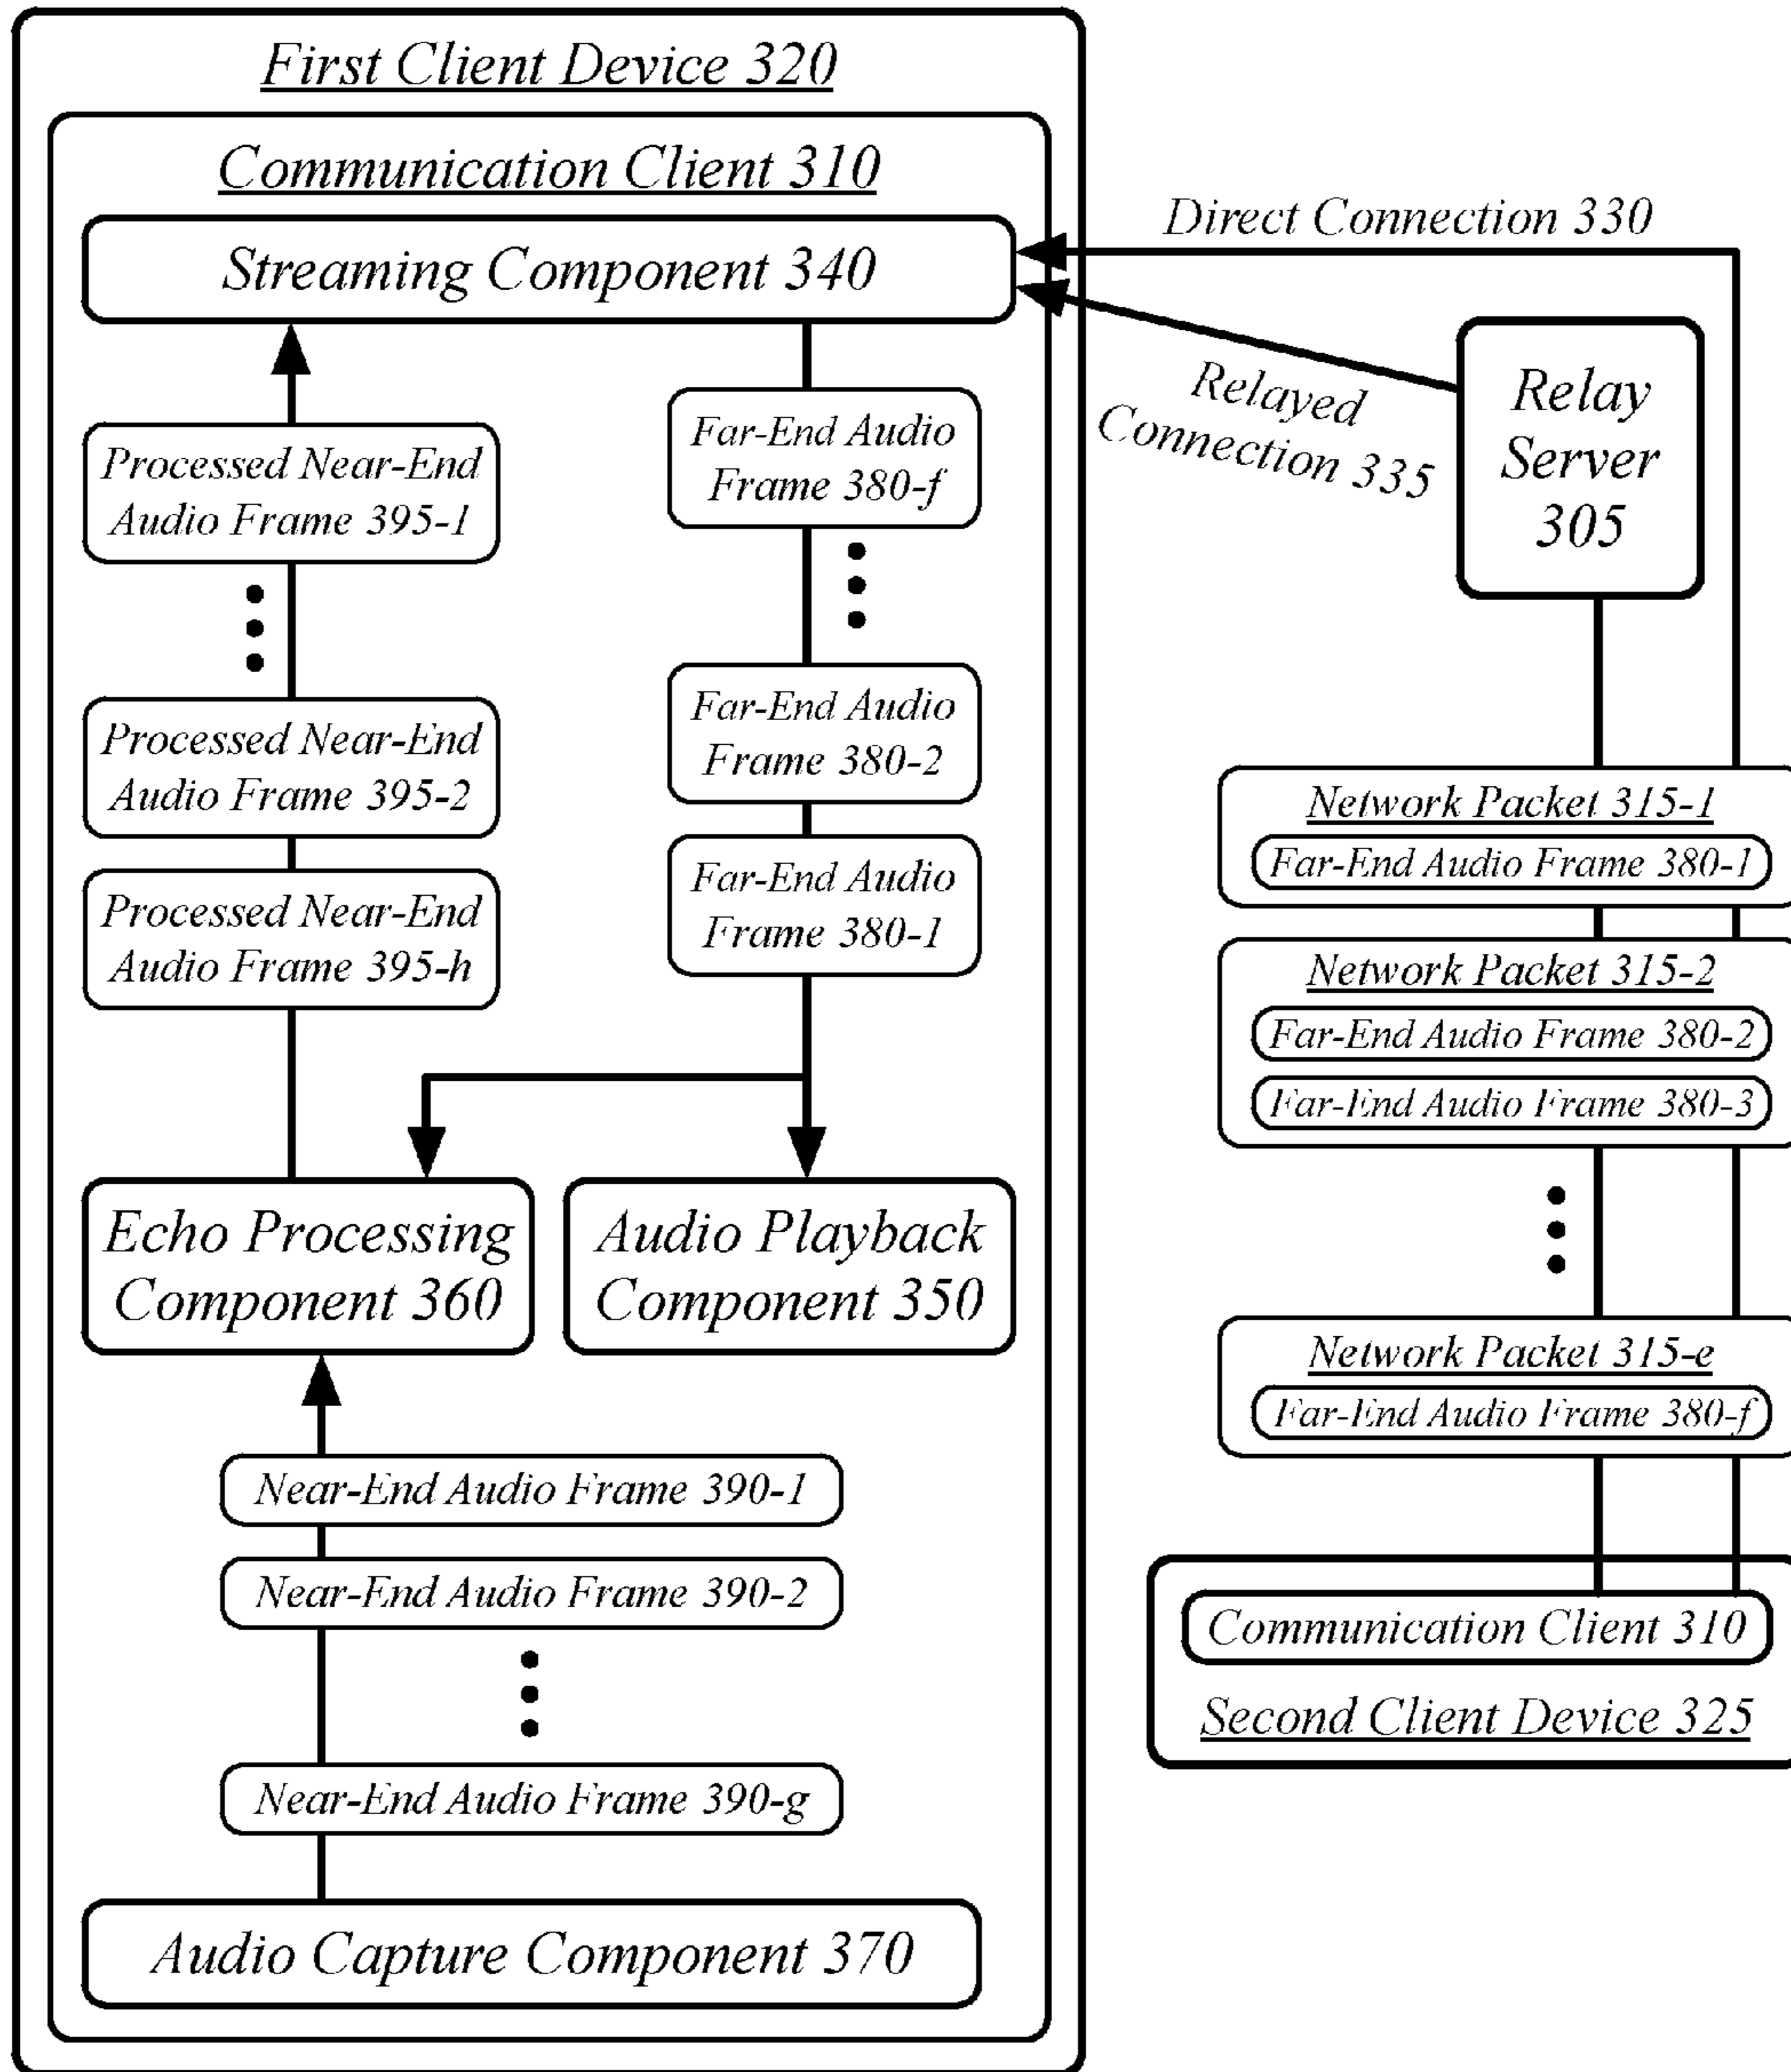 First Client Device 320
Communication Client 310
Streaming Component 340
Processed Near-End
Audio Frame 395-1
Processed Near-End
Audio Frame 395-2
Processed Near-End
Audio Frame 395-h
Far-End Audio
Frame 380-f
Far-End Audio
Frame 380-2
Far-End Audio
Frame 380-1
Echo Processing
Component 360
Audio Playback
Component 350
Near-End Audio Frame 390-1
Near-End Audio Frame 390-2
Near-End Audio Frame 390-g
Audio Capture Component 370
Direct Connection 330
Relayed
Connection 335
Relay
Server
305
Network Packet 315-1
Far-End Audio Frame 380-1
Network Packet 315-2
Far-End Audio Frame 380-2
Far-End Audio Frame 380-3
Network Packet 315-e
Far-End Audio Frame 380-f
Communication Client 310
Second Client Device 325